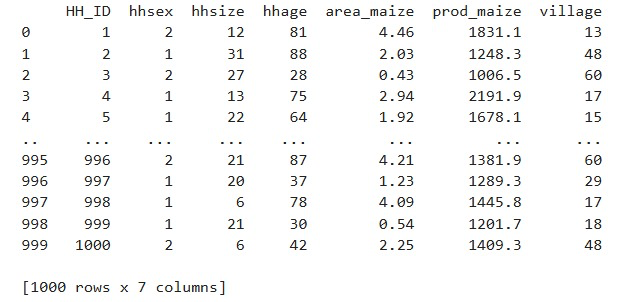 HH_ID hhsex hhsize hhage area_maize prod_maize village
0 1 2 12 81 4.46 1831.1 13
1 2 1 31 88 2.03 1248.3 48
2 3 2 27 28 0.43 1006.5 60
3 4 1 13 75 2.94 2191.9 17
4 5 1 22 64 1.92 1678.1 15
.. ... ... ... ... ... ... ...
995 996 2 21 87 4.21 1381.9 60
996 997 1 20 37 1.23 1289.3 29
997 998 1 6 78 4.09 1445.8 17
998 999 1 21 30 0.54 1201.7 18
999 1000 2 6 42 2.25 1409.3 48
[1000 rows x 7 columns]